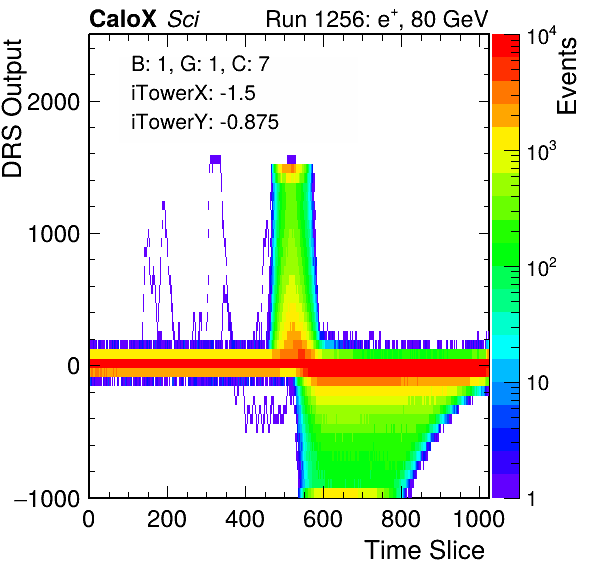 CaloX Sci
Run 1256: e⁺, 80 GeV
B: 1, G: 1, C: 7
iTowerX: -1.5
iTowerY: -0.875
DRS Output
2000
1000
0
−1000
0 200 400 600 800 1000
Time Slice
Events
10⁴
10³
10²
10
1